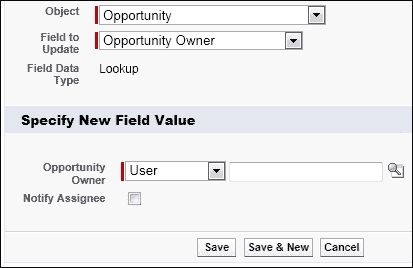 Object Opportunity
Field to Update Opportunity Owner
Field Data Type Lookup
Specify New Field Value
Opportunity Owner User
Notify Assignee
Save Save & New Cancel